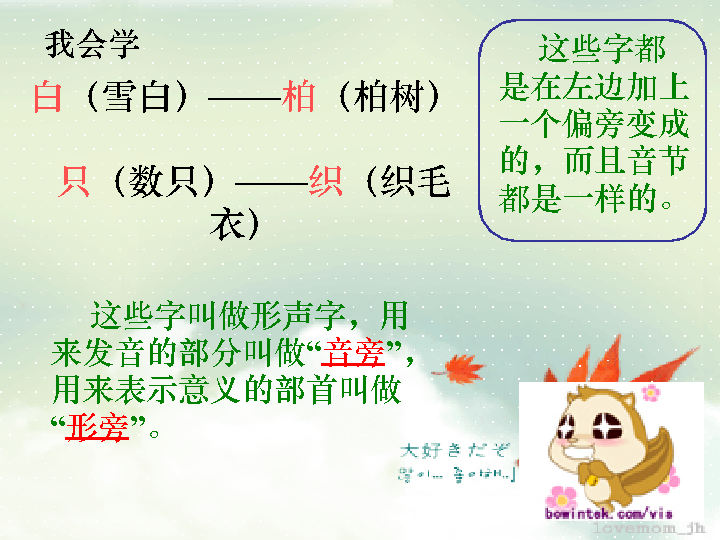 我会学
白（雪白）——柏（柏树）
只（数只）——织（织毛
衣）
这些字都
是在左边加上
一个偏旁变成
的，而且音节
都是一样的。
这些字叫做形声字，用
来发音的部分叫做“音旁”，
用来表示意义的部首叫做
“形旁”。
大好きだぞ
bowintek.com/vis
lovemom_jh